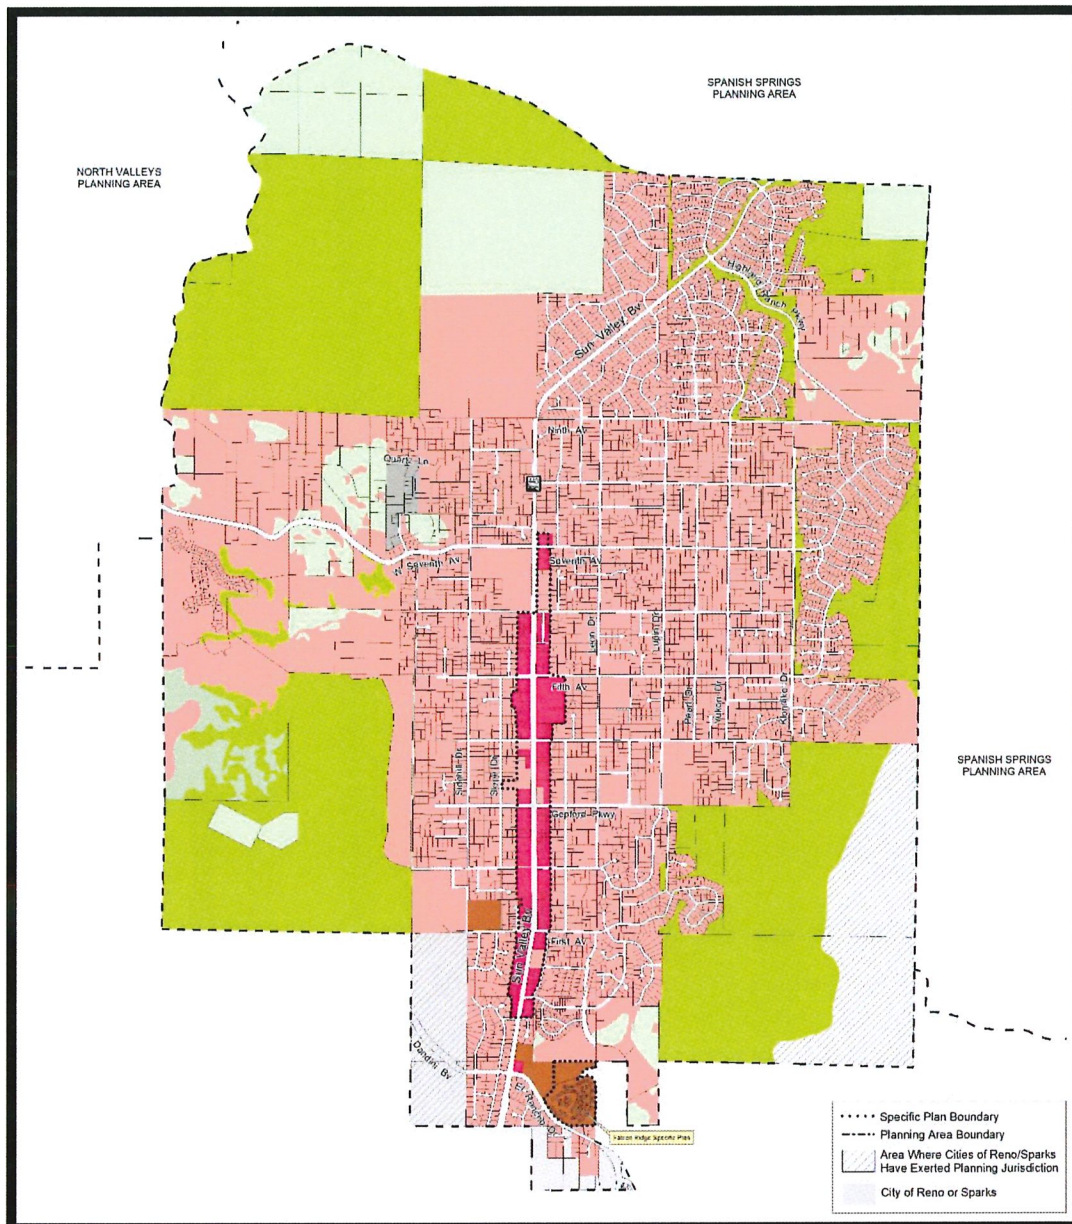 SPANISH SPRINGS
PLANNING AREA
NORTH VALLEYS
PLANNING AREA
Highland Ranch Pkwy
Sun Valley Bv
Ninth Av
Quartz Ln
Seventh Av
N Seventh Av
Leon Dr
Lupin Dr
Fifth Av
Pearl Dr
Yukon Dr
Klondike Dr
SPANISH SPRINGS
PLANNING AREA
Sidehill Dr
Gepford Pkwy
Sun Valley Bv
First Av
Dandini Bv
El Rancho Dr
Specific Plan Boundary
Planning Area Boundary
Area Where Cities of Reno/Sparks
Have Exerted Planning Jurisdiction
City of Reno or Sparks